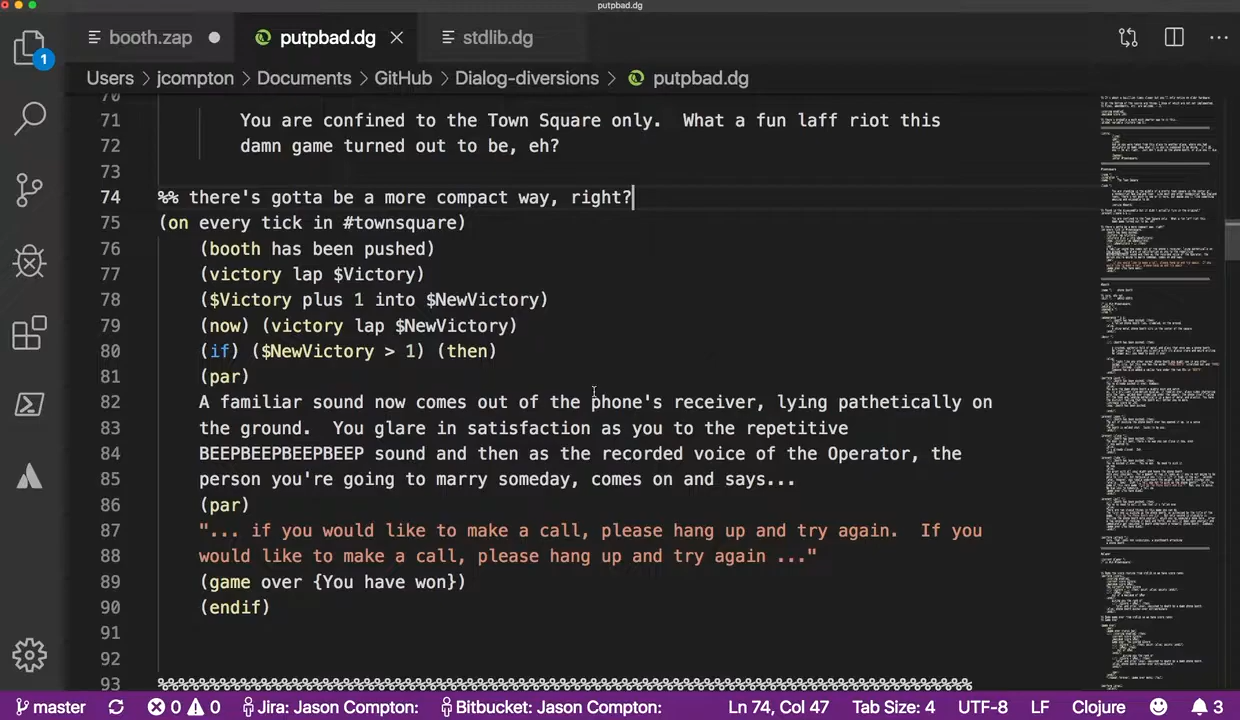 putpbad.dg
booth.zap
putpbad.dg
stdlib.dg
1
Users > jcompton > Documents > GitHub > Dialog-diversions > putpbad.dg
70
71 You are confined to the Town Square only.  What a fun laff riot this
72 damn game turned out to be, eh?
73
74 %% there's gotta be a more compact way, right?
75 (on every tick in #townsquare)
76 (booth has been pushed)
77 (victory lap $Victory)
78 ($Victory plus 1 into $NewVictory)
79 (now) (victory lap $NewVictory)
80 (if) ($NewVictory > 1) (then)
81 (par)
82 A familiar sound now comes out of the phone's receiver, lying pathetically on
83 the ground.  You glare in satisfaction as you to the repetitive
84 BEEPBEEPBEEPBEEP sound and then as the recorded voice of the Operator, the
85 person you're going to marry someday, comes on and says...
86 (par)
87 "... if you would like to make a call, please hang up and try again.  If you
88 would like to make a call, please hang up and try again ..."
89 (game over {You have won})
90 (endif)
91
92
93 %%%%%%%%%%%%%%%%%%%%%%%%%%%%%%%%%%%%%%%%%%%%%%%%%%%%%%%%%%%%%%%%%%%%%%%%%%%%%%%%
master 0 0 Jira: Jason Compton: Bitbucket: Jason Compton: Ln 74, Col 47 Tab Size: 4 UTF-8 LF Clojure 3